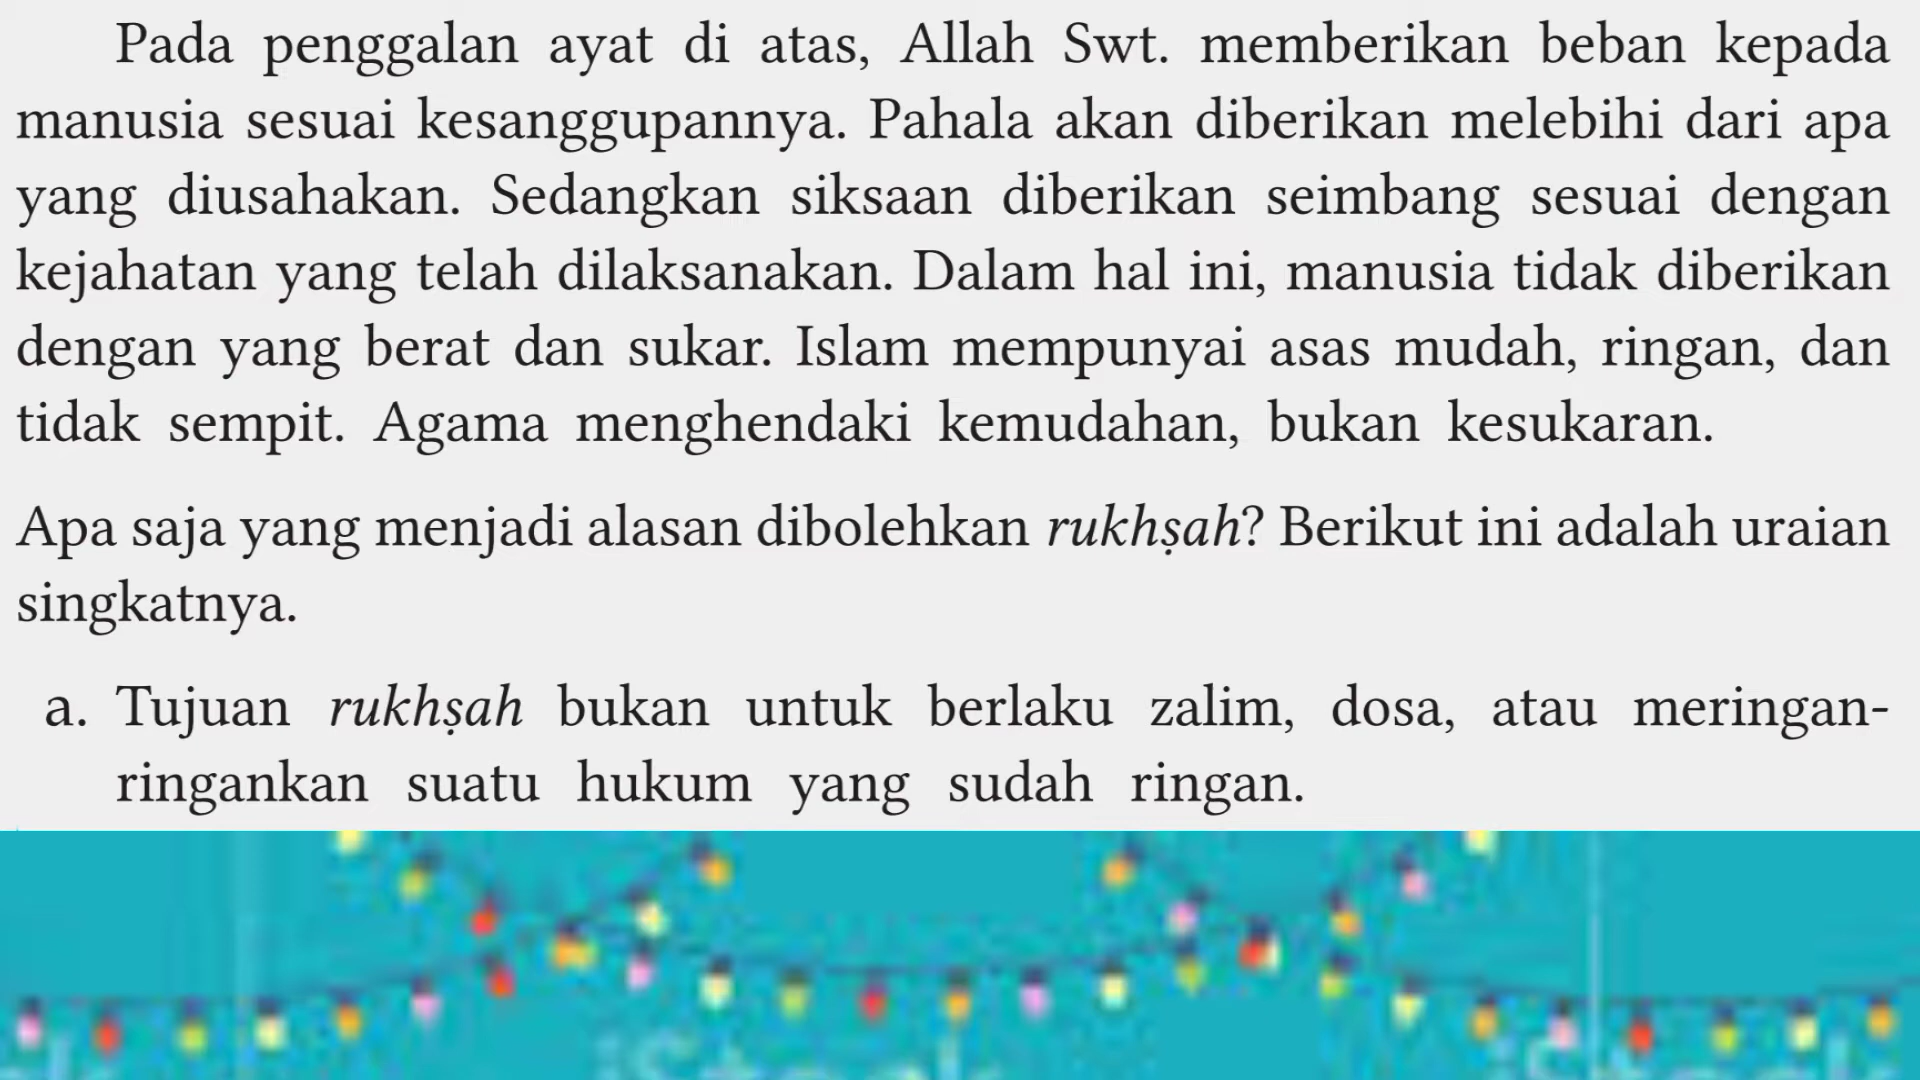 Pada penggalan ayat di atas, Allah Swt. memberikan beban kepada
manusia sesuai kesanggupannya. Pahala akan diberikan melebihi dari apa
yang diusahakan. Sedangkan siksaan diberikan seimbang sesuai dengan
kejahatan yang telah dilaksanakan. Dalam hal ini, manusia tidak diberikan
dengan yang berat dan sukar. Islam mempunyai asas mudah, ringan, dan
tidak sempit. Agama menghendaki kemudahan, bukan kesukaran.
Apa saja yang menjadi alasan dibolehkan rukhṣah? Berikut ini adalah uraian
singkatnya.
a. Tujuan rukhṣah bukan untuk berlaku zalim, dosa, atau meringan-
ringankan suatu hukum yang sudah ringan.